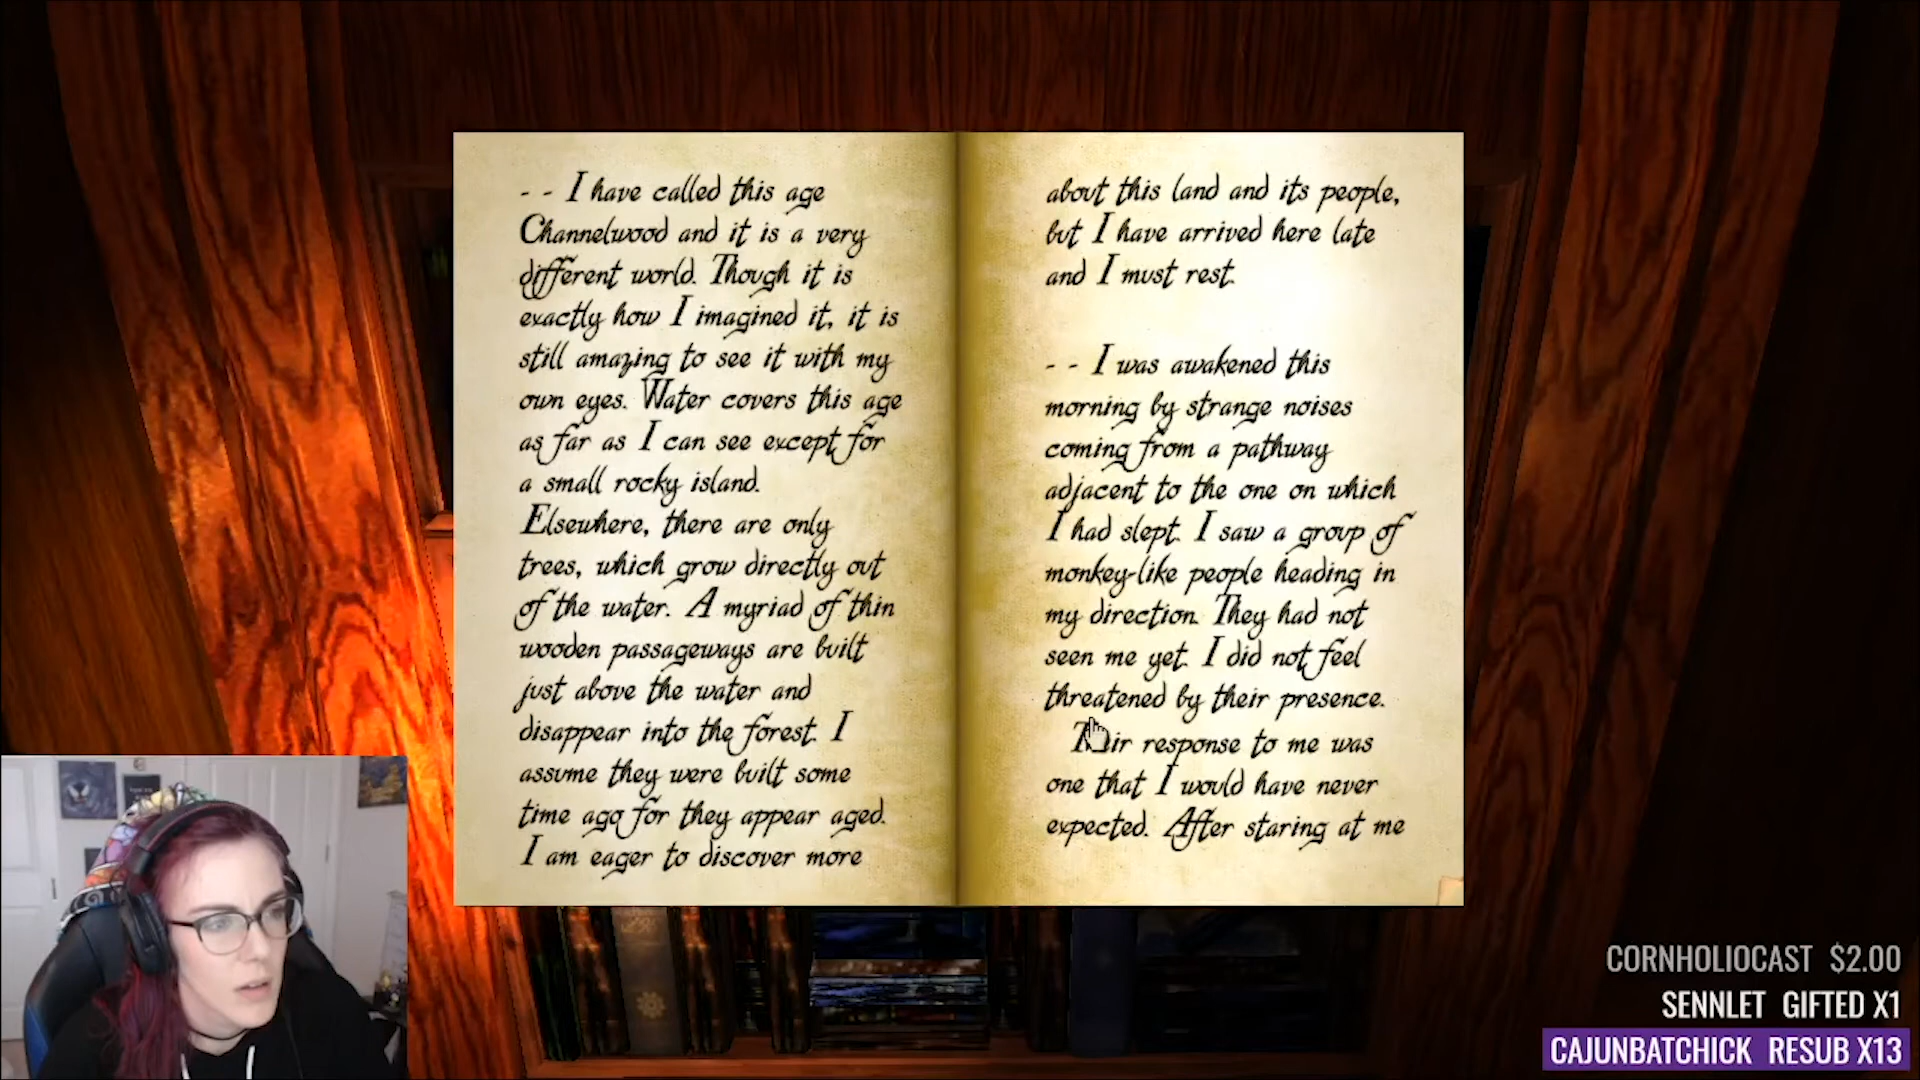 - - I have called this age
Channelwood and it is a very
different world. Though it is
exactly how I imagined it, it is
still amazing to see it with my
own eyes. Water covers this age
as far as I can see except for
a small rocky island.
Elsewhere, there are only
trees, which grow directly out
of the water. A myriad of thin
wooden passageways are built
just above the water and
disappear into the forest. I
assume they were built some
time ago for they appear aged.
I am eager to discover more
about this land and its people,
but I have arrived here late
and I must rest.
- - I was awakened this
morning by strange noises
coming from a pathway
adjacent to the one on which
I had slept. I saw a group of
monkey-like people heading in
my direction. They had not
seen me yet. I did not feel
threatened by their presence.
Their response to me was
one that I would have never
expected. After staring at me
CORNHOLIOCAST $2.00
SENNLET GIFTED X1
CAJUNBATCHICK RESUB X13